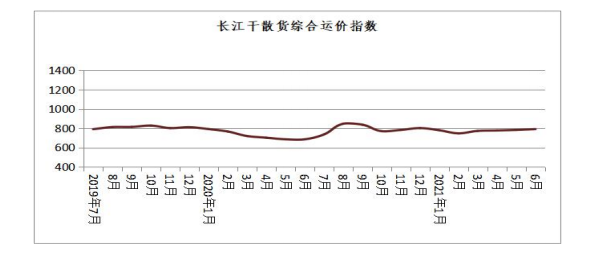 长江干散货综合运价指数
1400
1200
1000
800
600
400
2019年7月
8月
9月
10月
11月
12月
2020年1月
2月
3月
4月
5月
6月
7月
8月
9月
10月
11月
12月
2021年1月
2月
3月
4月
5月
6月